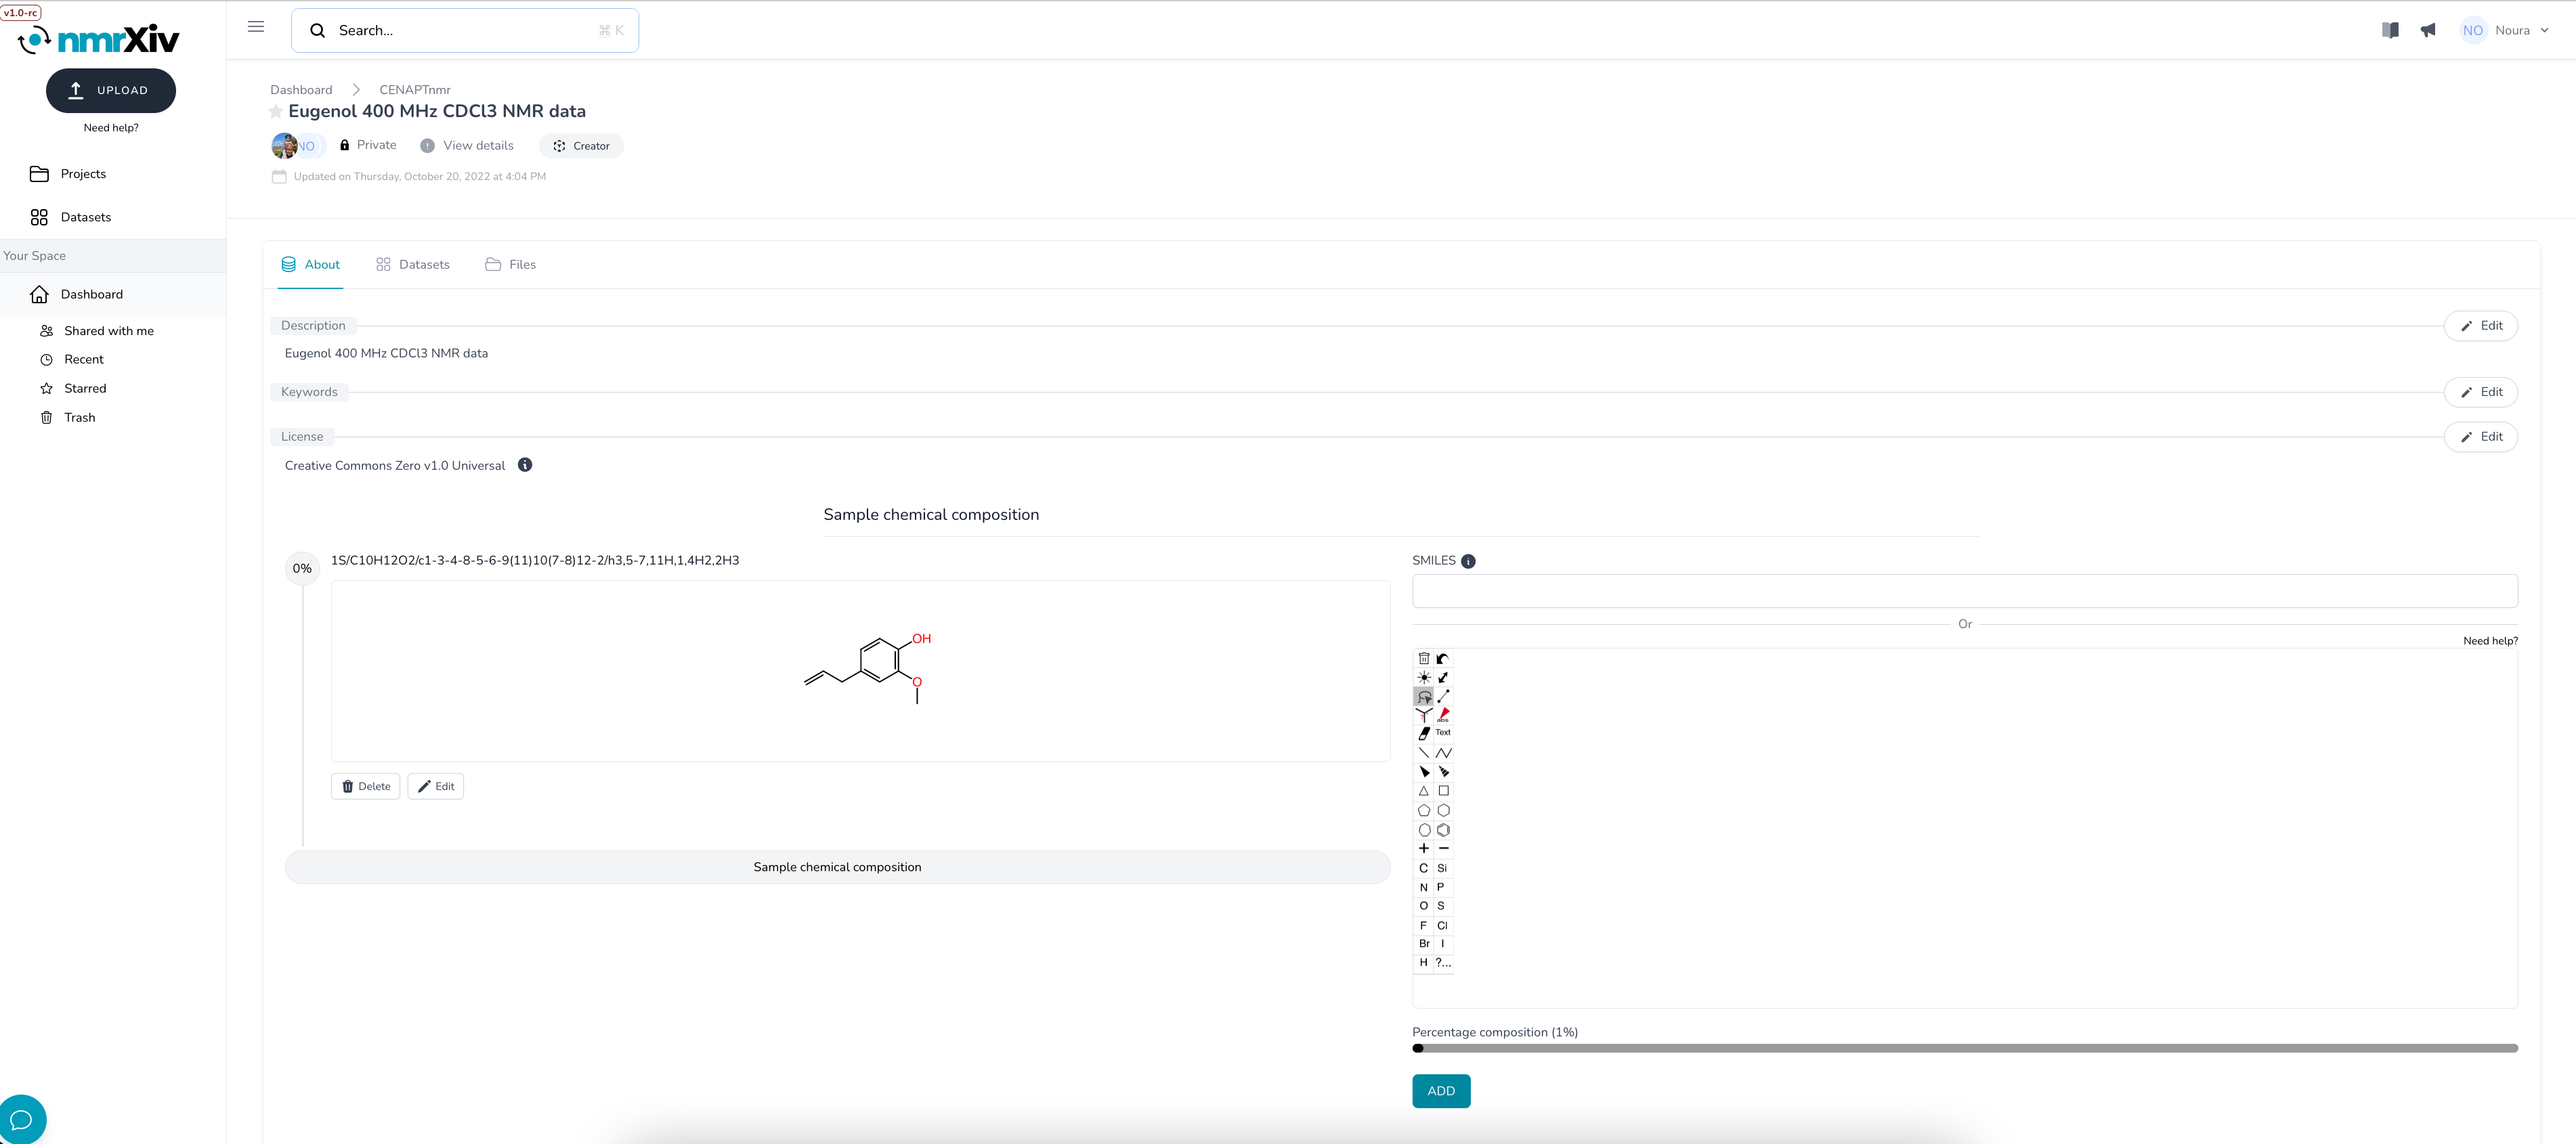 v1.0-rc
nmrXiv
UPLOAD
Need help?
Projects
Datasets
Your Space
Dashboard
Shared with me
Recent
Starred
Trash
Search...
⌘ K
NO
Noura
Dashboard
CENAPTnmr
Eugenol 400 MHz CDCl3 NMR data
NO
Private
View details
Creator
Updated on Thursday, October 20, 2022 at 4:04 PM
About
Datasets
Files
Description
Edit
Eugenol 400 MHz CDCl3 NMR data
Keywords
Edit
License
Edit
Creative Commons Zero v1.0 Universal
Sample chemical composition
0%
1S/C10H12O2/c1-3-4-8-5-6-9(11)10(7-8)12-2/h3,5-7,11H,1,4H2,2H3
OH
O
Delete
Edit
Sample chemical composition
SMILES
Or
Need help?
Text
C Si
N P
O S
F Cl
Br I
H ?...
Percentage composition (1%)
ADD